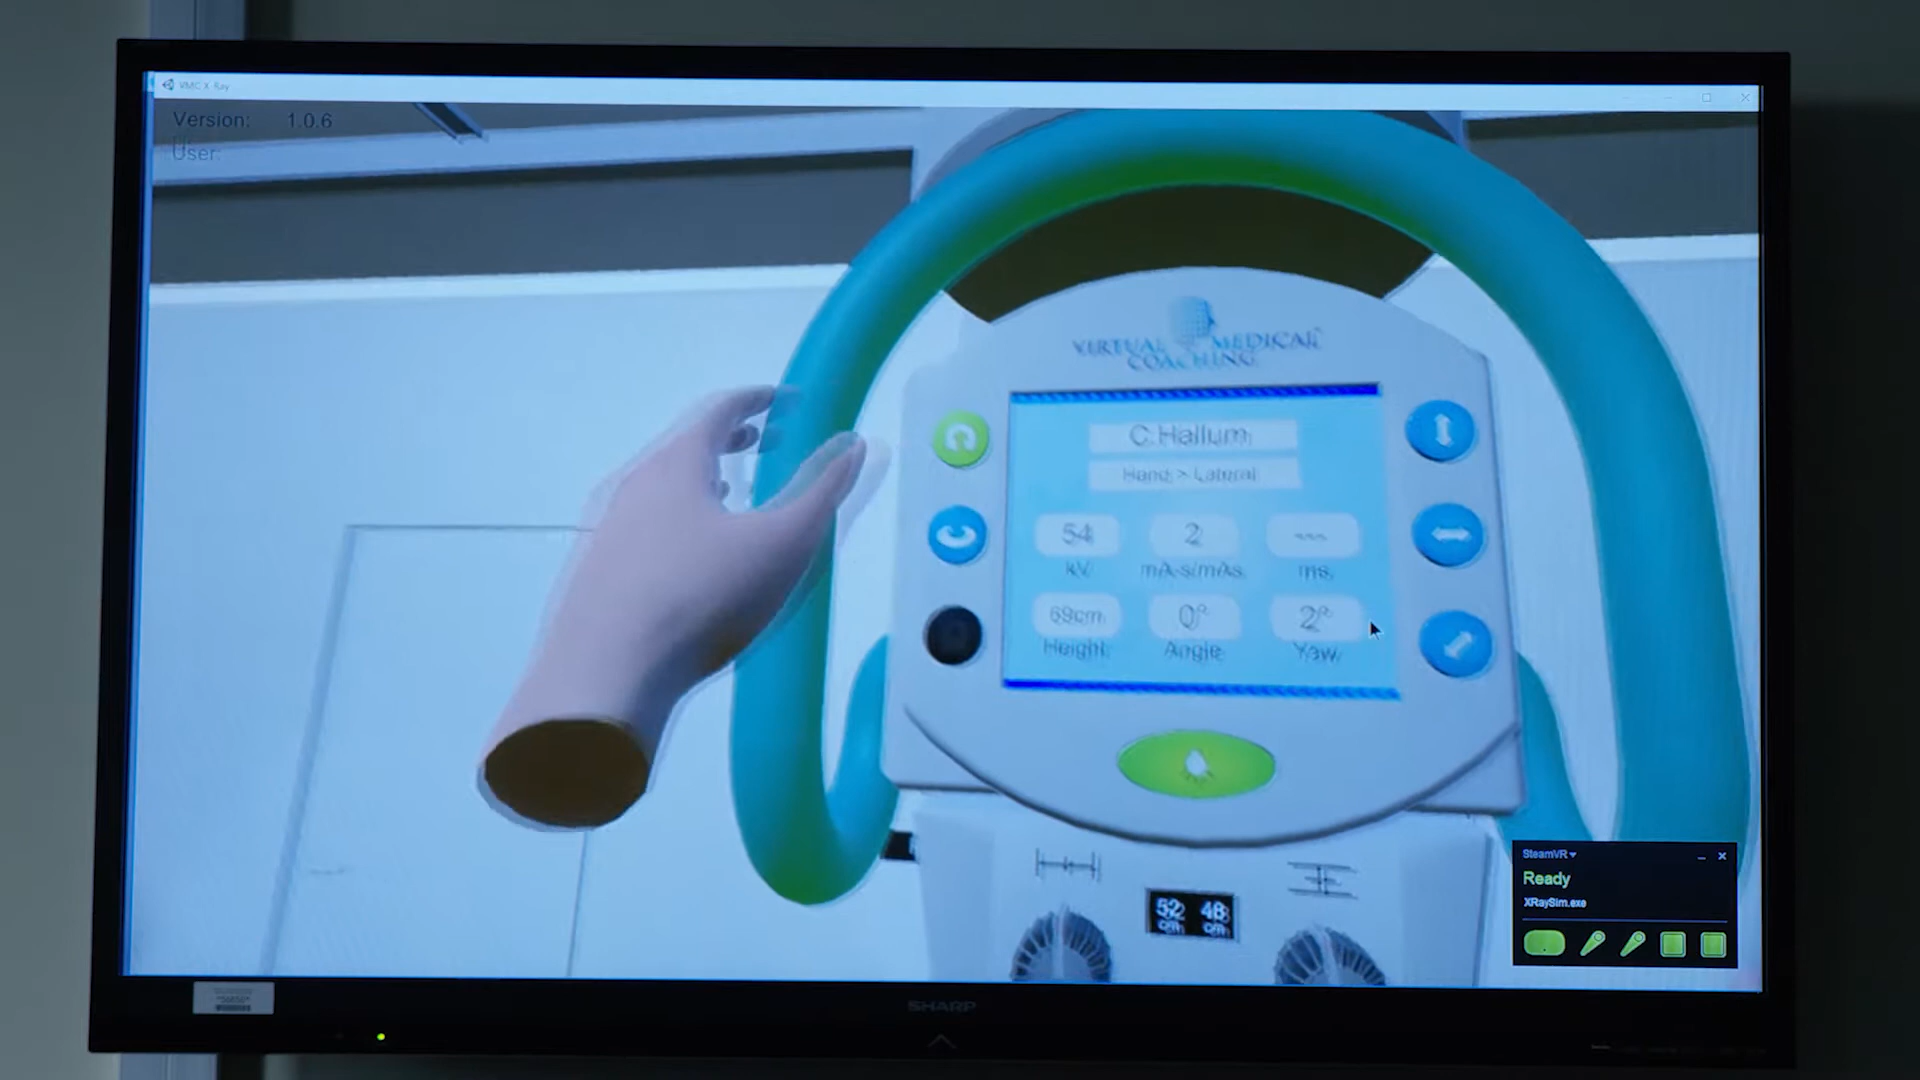 VMC X-Ray
Version: 1.0.6
User:
VIRTUAL MEDICAL
COACHING
C.Hallum
Hand > Lateral
54 2 ---
kV mA-s/mAs ms
69cm 0° 2°
Height Angle Yaw
52 48
cm cm
SteamVR
Ready
XRaySim.exe
SHARP